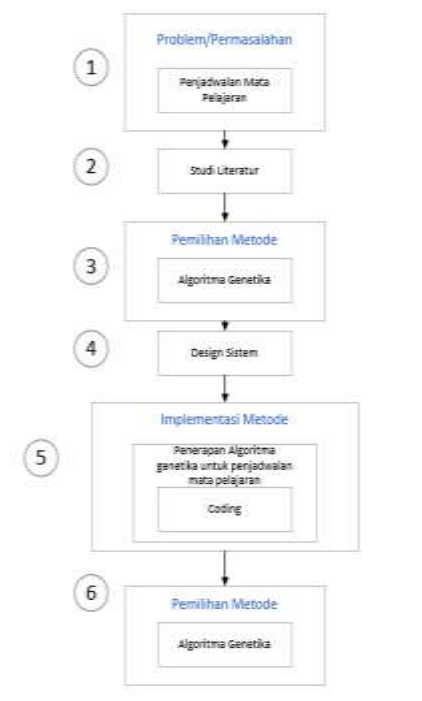 1
Problem/Permasalahan
Penjadwalan Mata
Pelajaran
2
Studi Literatur
3
Pemilihan Metode
Algoritma Genetika
4
Design Sistem
5
Implementasi Metode
Penerapan Algoritma
genetika untuk penjadwalan
mata pelajaran
Coding
6
Pemilihan Metode
Algoritma Genetika